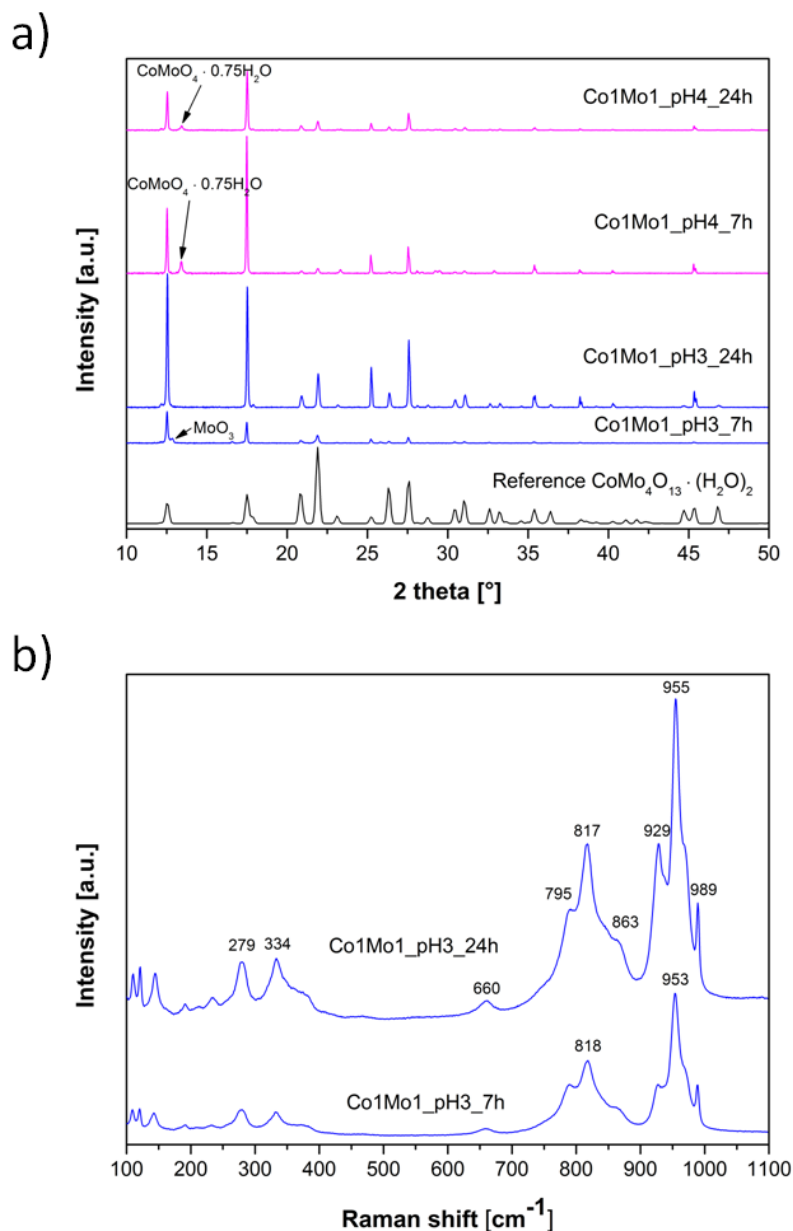 a)
CoMoO₄ · 0.75H₂O
Co1Mo1_pH4_24h
CoMoO₄ · 0.75H₂O
Co1Mo1_pH4_7h
Co1Mo1_pH3_24h
Co1Mo1_pH3_7h
MoO₃
Reference CoMo₄O₁₃ · (H₂O)₂
Intensity [a.u.]
10 15 20 25 30 35 40 45 50
2 theta [°]
b)
955
817
929
795
863
989
279
334
Co1Mo1_pH3_24h
660
953
818
Co1Mo1_pH3_7h
Intensity [a.u.]
100 200 300 400 500 600 700 800 900 1000 1100
Raman shift [cm⁻¹]